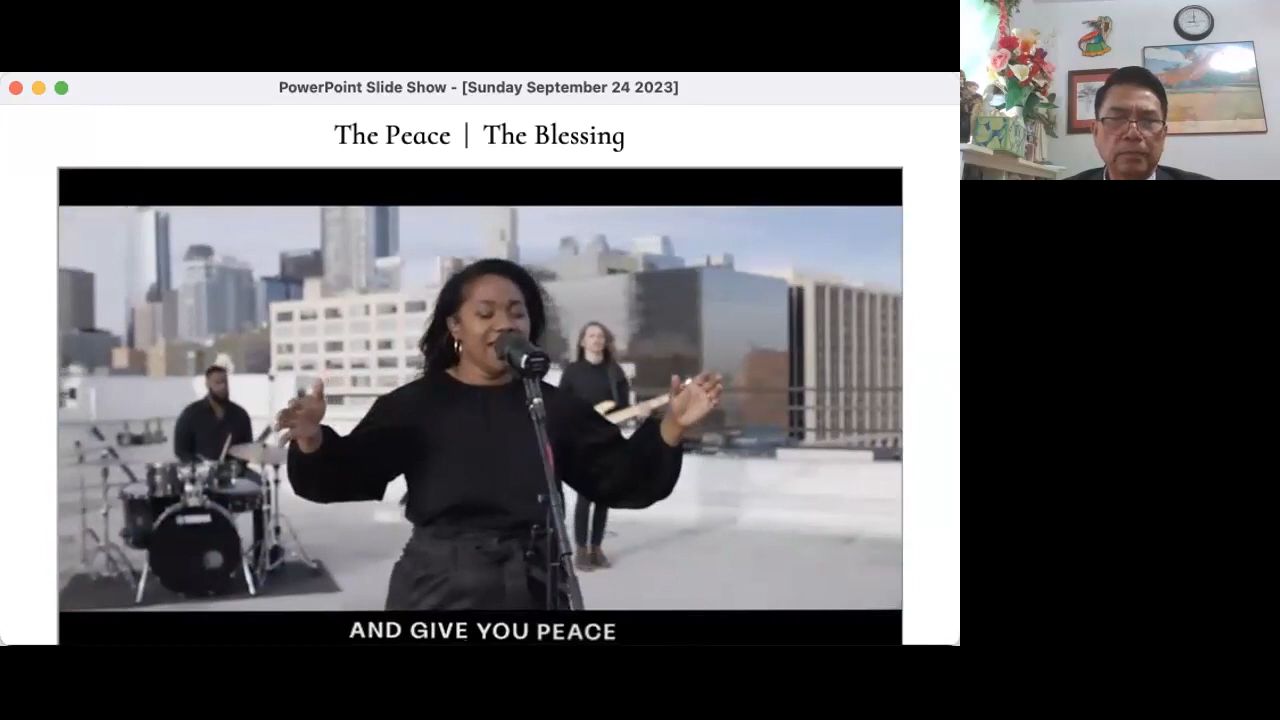 PowerPoint Slide Show - [Sunday September 24 2023]
The Peace | The Blessing
AND GIVE YOU PEACE